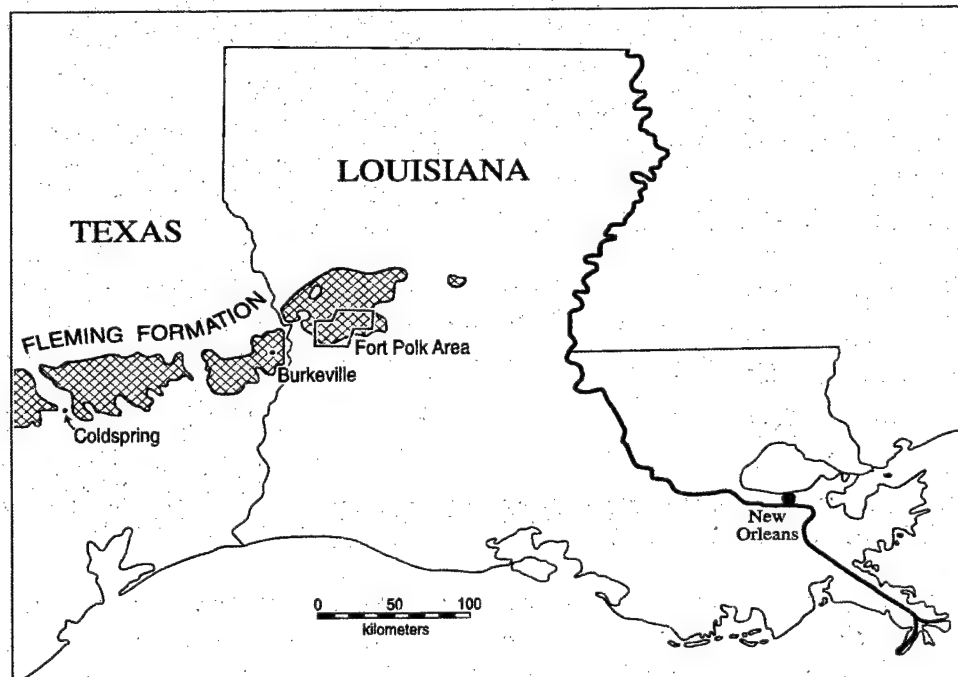 LOUISIANA
TEXAS
FLEMING FORMATION
Fort Polk Area
Burkeville
Coldspring
New
Orleans
0 50 100
kilometers